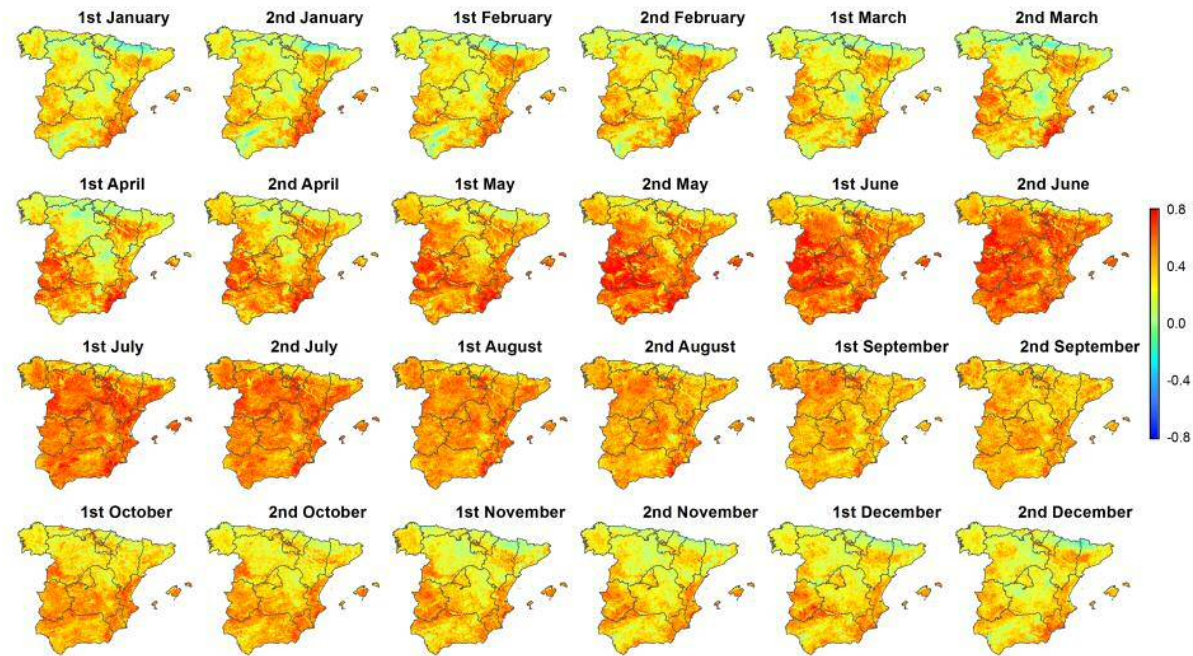 1st January 2nd January 1st February 2nd February 1st March 2nd March
1st April 2nd April 1st May 2nd May 1st June 2nd June
0.8
0.4
0.0
-0.4
-0.8
1st July 2nd July 1st August 2nd August 1st September 2nd September
1st October 2nd October 1st November 2nd November 1st December 2nd December